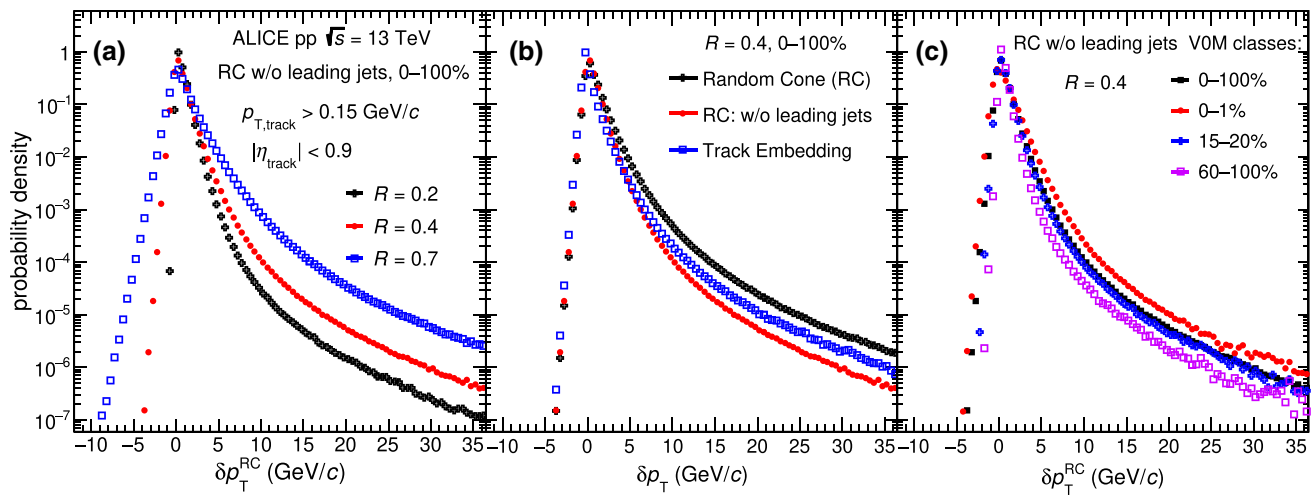 (a)
ALICE pp √s = 13 TeV
RC w/o leading jets, 0–100%
p_T,track > 0.15 GeV/c
|η_track| < 0.9
R = 0.2
R = 0.4
R = 0.7
probability density
1
10⁻¹
10⁻²
10⁻³
10⁻⁴
10⁻⁵
10⁻⁶
10⁻⁷
−10 −5 0 5 10 15 20 25 30 35
δp_T^RC (GeV/c)
(b)
R = 0.4, 0–100%
Random Cone (RC)
RC: w/o leading jets
Track Embedding
−10 −5 0 5 10 15 20 25 30 35
δp_T (GeV/c)
(c)
RC w/o leading jets V0M classes:
R = 0.4
0–100%
0–1%
15–20%
60–100%
−10 −5 0 5 10 15 20 25 30 35
δp_T^RC (GeV/c)